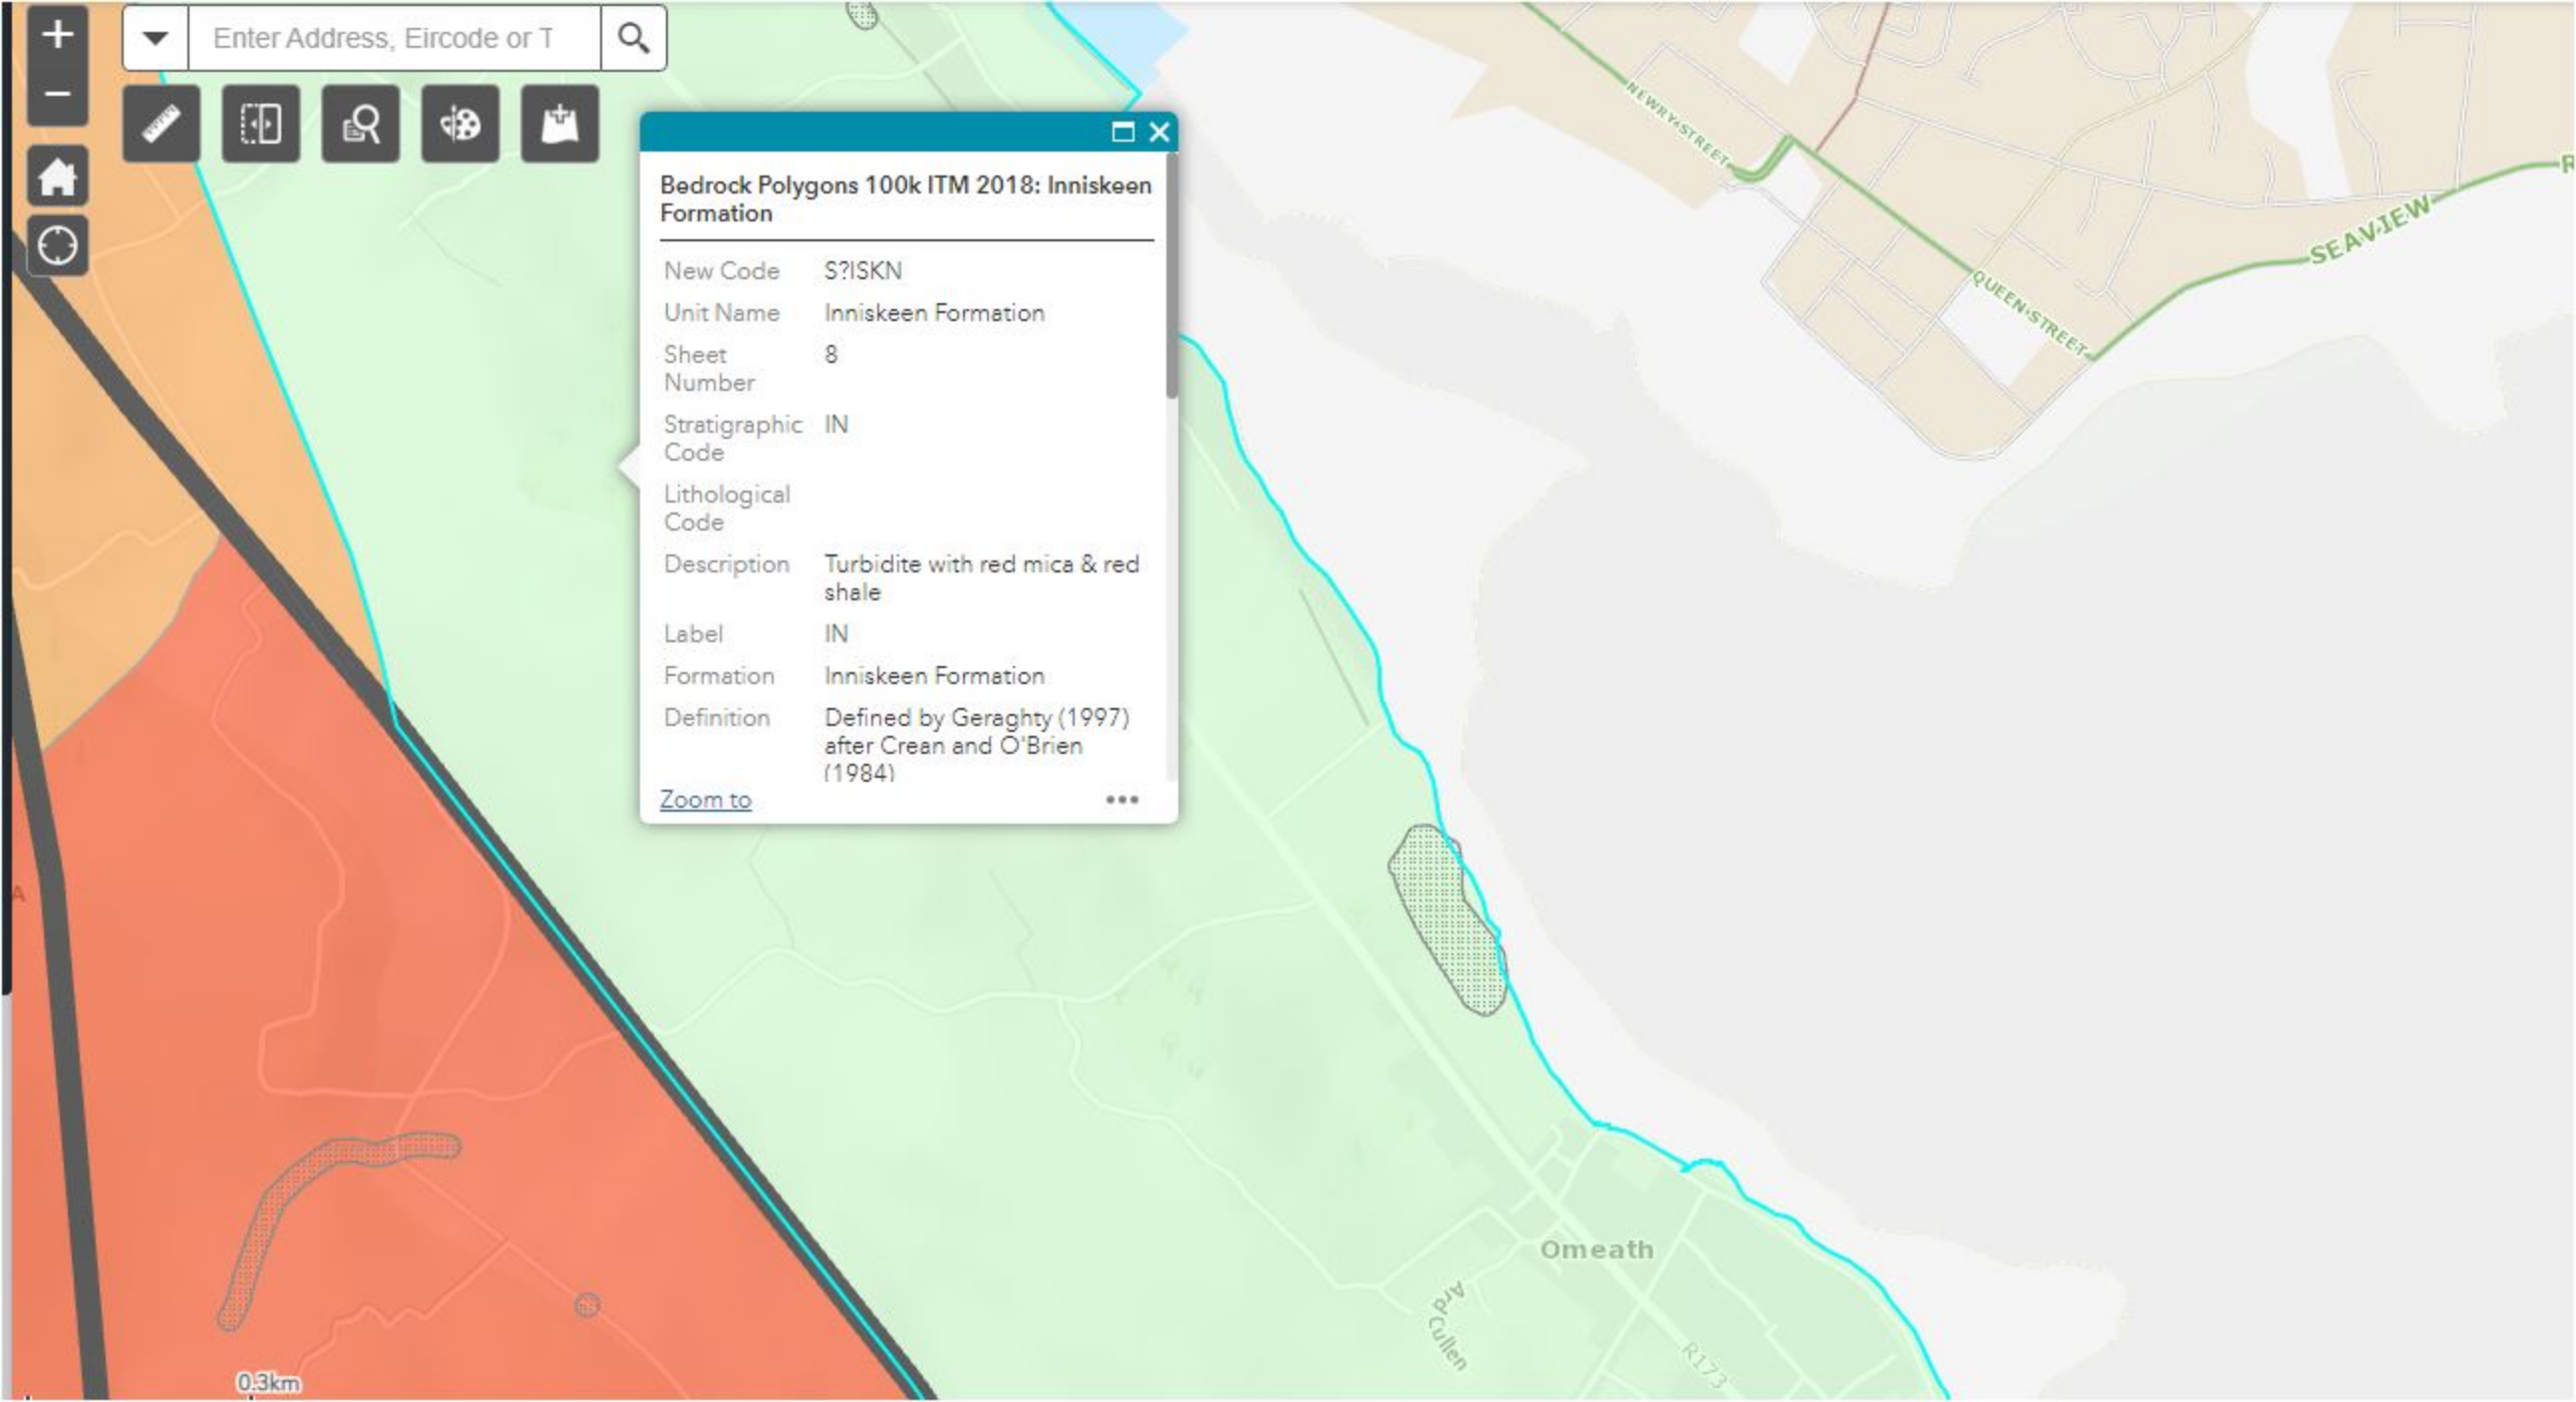 +
Enter Address, Eircode or T
−
Bedrock Polygons 100k ITM 2018: Inniskeen
Formation
New Code S?ISKN
Unit Name Inniskeen Formation
Sheet 8
Number
Stratigraphic IN
Code
Lithological
Code
Description Turbidite with red mica & red
shale
Label IN
Formation Inniskeen Formation
Definition Defined by Geraghty (1997)
after Crean and O'Brien
(1984)
Zoom to
NEWRY STREET
QUEEN STREET
SEAVIEW
R
A
Omeath
Ard
Cullen
R173
0.3km